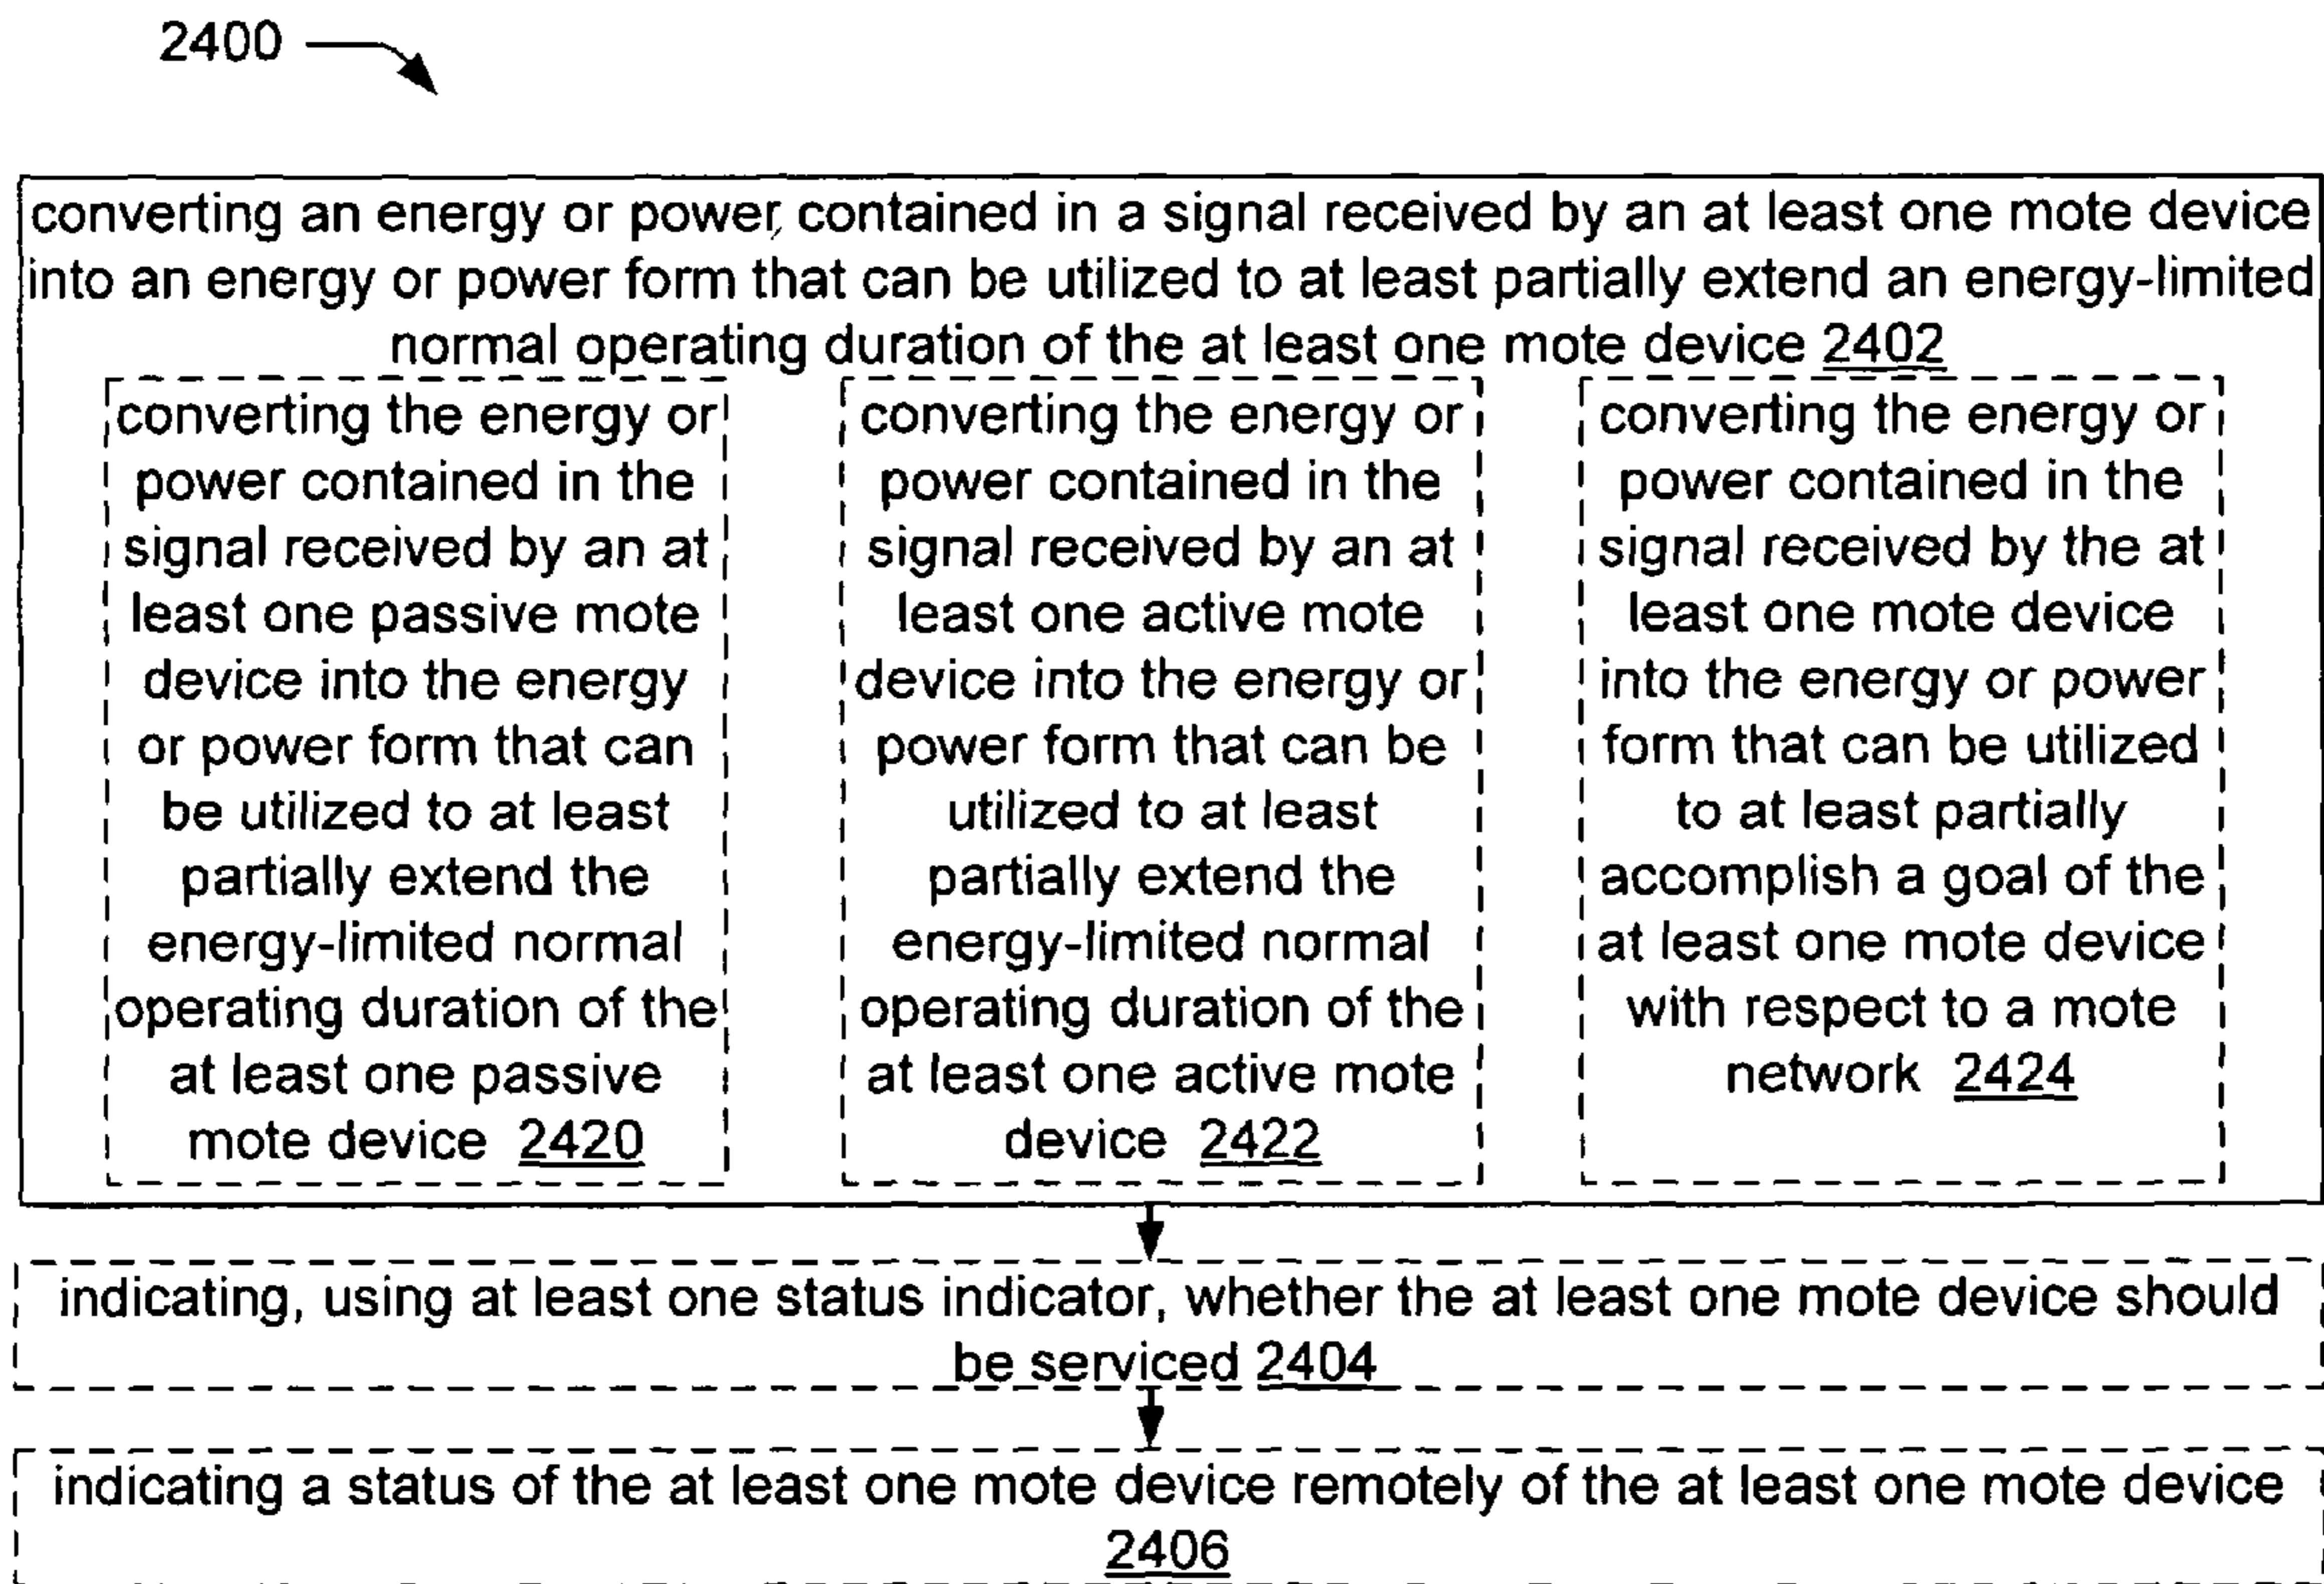 2400
converting an energy or power, contained in a signal received by an at least one mote device
into an energy or power form that can be utilized to at least partially extend an energy-limited
normal operating duration of the at least one mote device 2402
converting the energy or
power contained in the
signal received by an at
least one passive mote
device into the energy
or power form that can
be utilized to at least
partially extend the
energy-limited normal
operating duration of the
at least one passive
mote device 2420
converting the energy or
power contained in the
signal received by an at
least one active mote
device into the energy or
power form that can be
utilized to at least
partially extend the
energy-limited normal
operating duration of the
at least one active mote
device 2422
converting the energy or
power contained in the
signal received by the at
least one mote device
into the energy or power
form that can be utilized
to at least partially
accomplish a goal of the
at least one mote device
with respect to a mote
network 2424
indicating, using at least one status indicator, whether the at least one mote device should
be serviced 2404
indicating a status of the at least one mote device remotely of the at least one mote device
2406